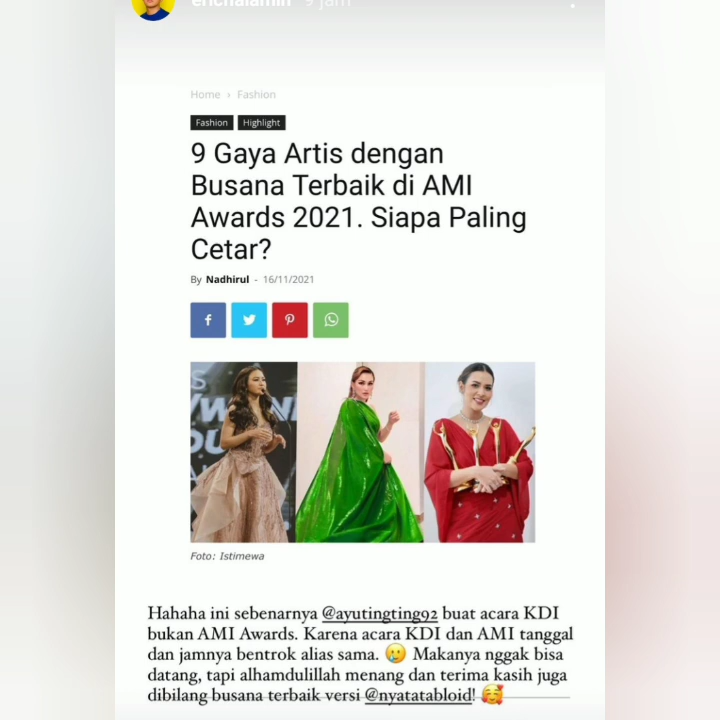 erichalamin 9 jam
Home › Fashion
Fashion Highlight
9 Gaya Artis dengan
Busana Terbaik di AMI
Awards 2021. Siapa Paling
Cetar?
By Nadhirul - 16/11/2021
Foto: Istimewa
Hahaha ini sebenarnya @ayutingting92 buat acara KDI
bukan AMI Awards. Karena acara KDI dan AMI tanggal
dan jamnya bentrok alias sama. 🥲 Makanya nggak bisa
datang, tapi alhamdulillah menang dan terima kasih juga
dibilang busana terbaik versi @nyatatabloid! 🥰